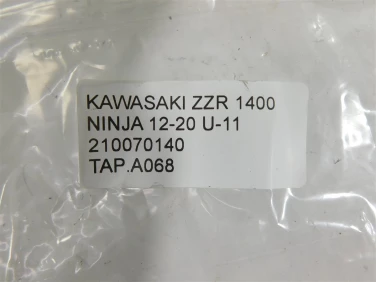 KAWASAKI ZZR 1400
NINJA 12-20 U-11
210070140
TAP.A068